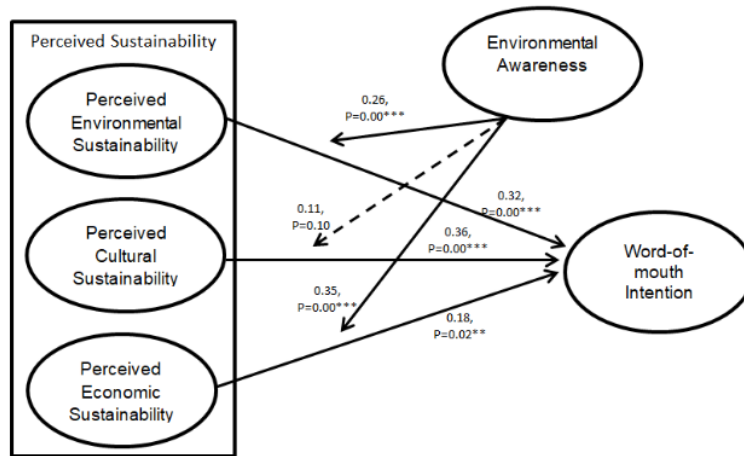 Perceived Sustainability
Perceived
Environmental
Sustainability
Perceived
Cultural
Sustainability
Perceived
Economic
Sustainability
Environmental
Awareness
0.26,
P=0.00***
0.11,
P=0.10
0.35,
P=0.00***
0.32,
P=0.00***
0.36,
P=0.00***
0.18,
P=0.02**
Word-of-
mouth
Intention